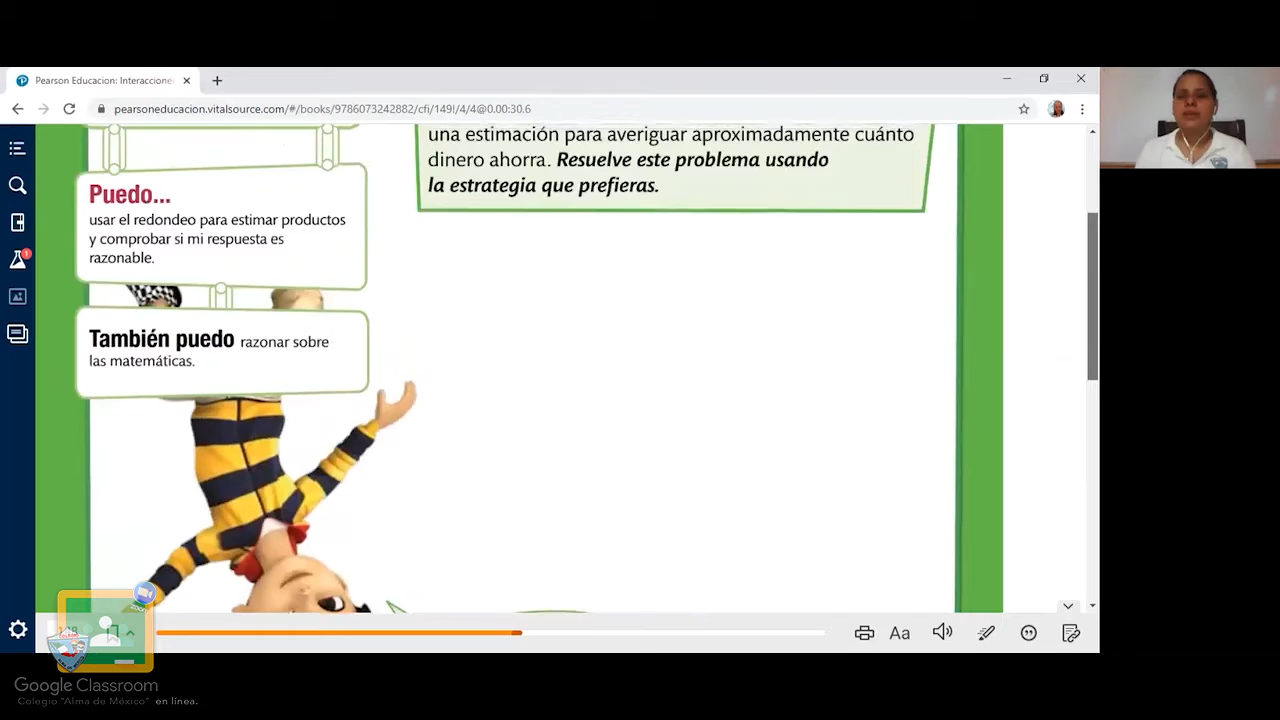 Pearson Educacion: Interaccione
pearsoneducacion.vitalsource.com/#/books/9786073242882/cfi/149!/4/4@0.00:30.6
una estimación para averiguar aproximadamente cuánto
dinero ahorra. Resuelve este problema usando
la estrategia que prefieras.
Puedo...
usar el redondeo para estimar productos
y comprobar si mi respuesta es
razonable.
También puedo razonar sobre
las matemáticas.
1
Aa
zoom
Google Classroom
Colegio "Alma de México" en línea.